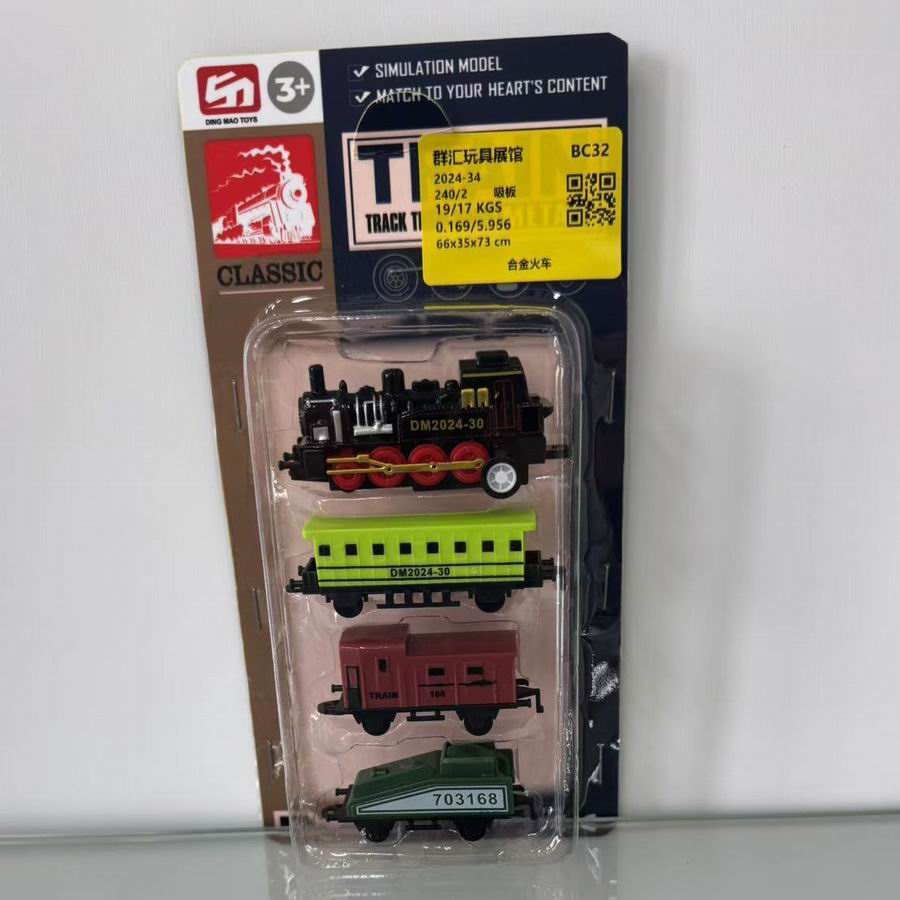 DING MAO TOYS
3+
SIMULATION MODEL
MATCH TO YOUR HEART'S CONTENT
CLASSIC
TRACK
群汇玩具展馆 BC32
2024-34
240/2 吸板
19/17 KGS
0.169/5.956
66x35x73 cm
合金火车
DM2024-30
DM2024-30
TRAIN 168
703168